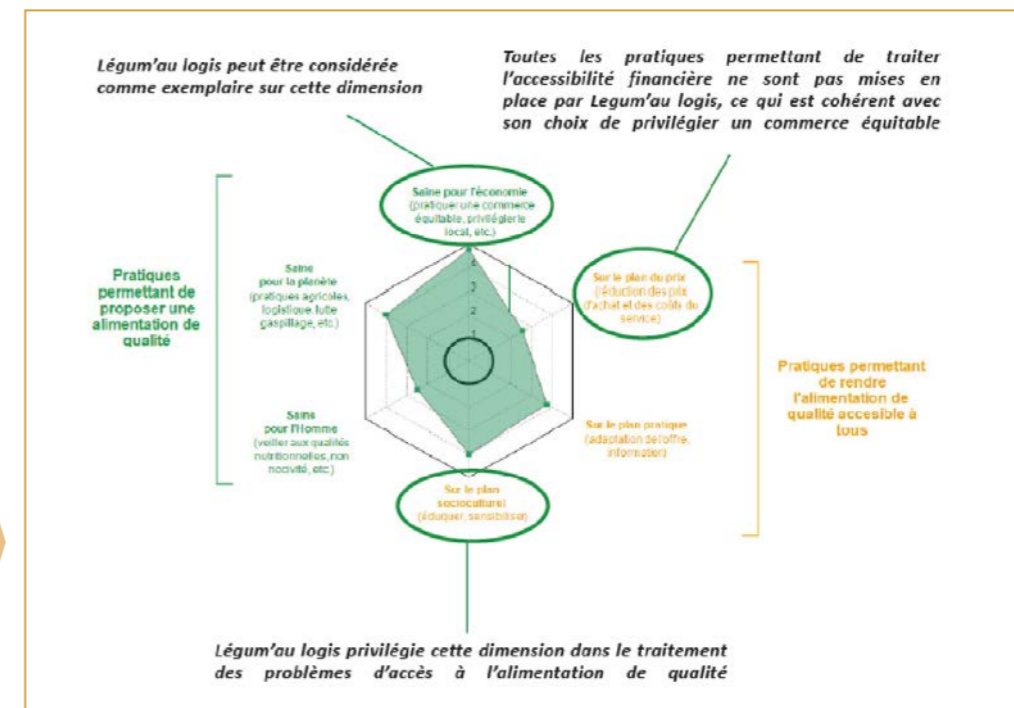 Légum'au logis peut être considérée
comme exemplaire sur cette dimension
Toutes les pratiques permettant de traiter
l'accessibilité financière ne sont pas mises en
place par Legum'au logis, ce qui est cohérent avec
son choix de privilégier un commerce équitable
Saine pour l'économie
(pratiquer une commerce
équitable, privilégier le
local, etc.)
Pratiques
permettant de
proposer une
alimentation de
qualité
Saine
pour la planète
(pratiques agricoles,
logistique, lutte
gaspillage, etc.)
Sur le plan du prix
(réduction des prix
d'achat et des coûts du
service)
4
3
2
1
Pratiques permettant
de rendre
l'alimentation de
qualité accesible à
tous
Saine
pour l'Homme
(veiller aux qualités
nutritionnelles, non
nocivité, etc.)
Sur le plan pratique
(adaptation de l'offre,
information)
Sur le plan
socioculturel
(éduquer, sensibiliser)
Légum'au logis privilégie cette dimension dans le traitement
des problèmes d'accès à l'alimentation de qualité